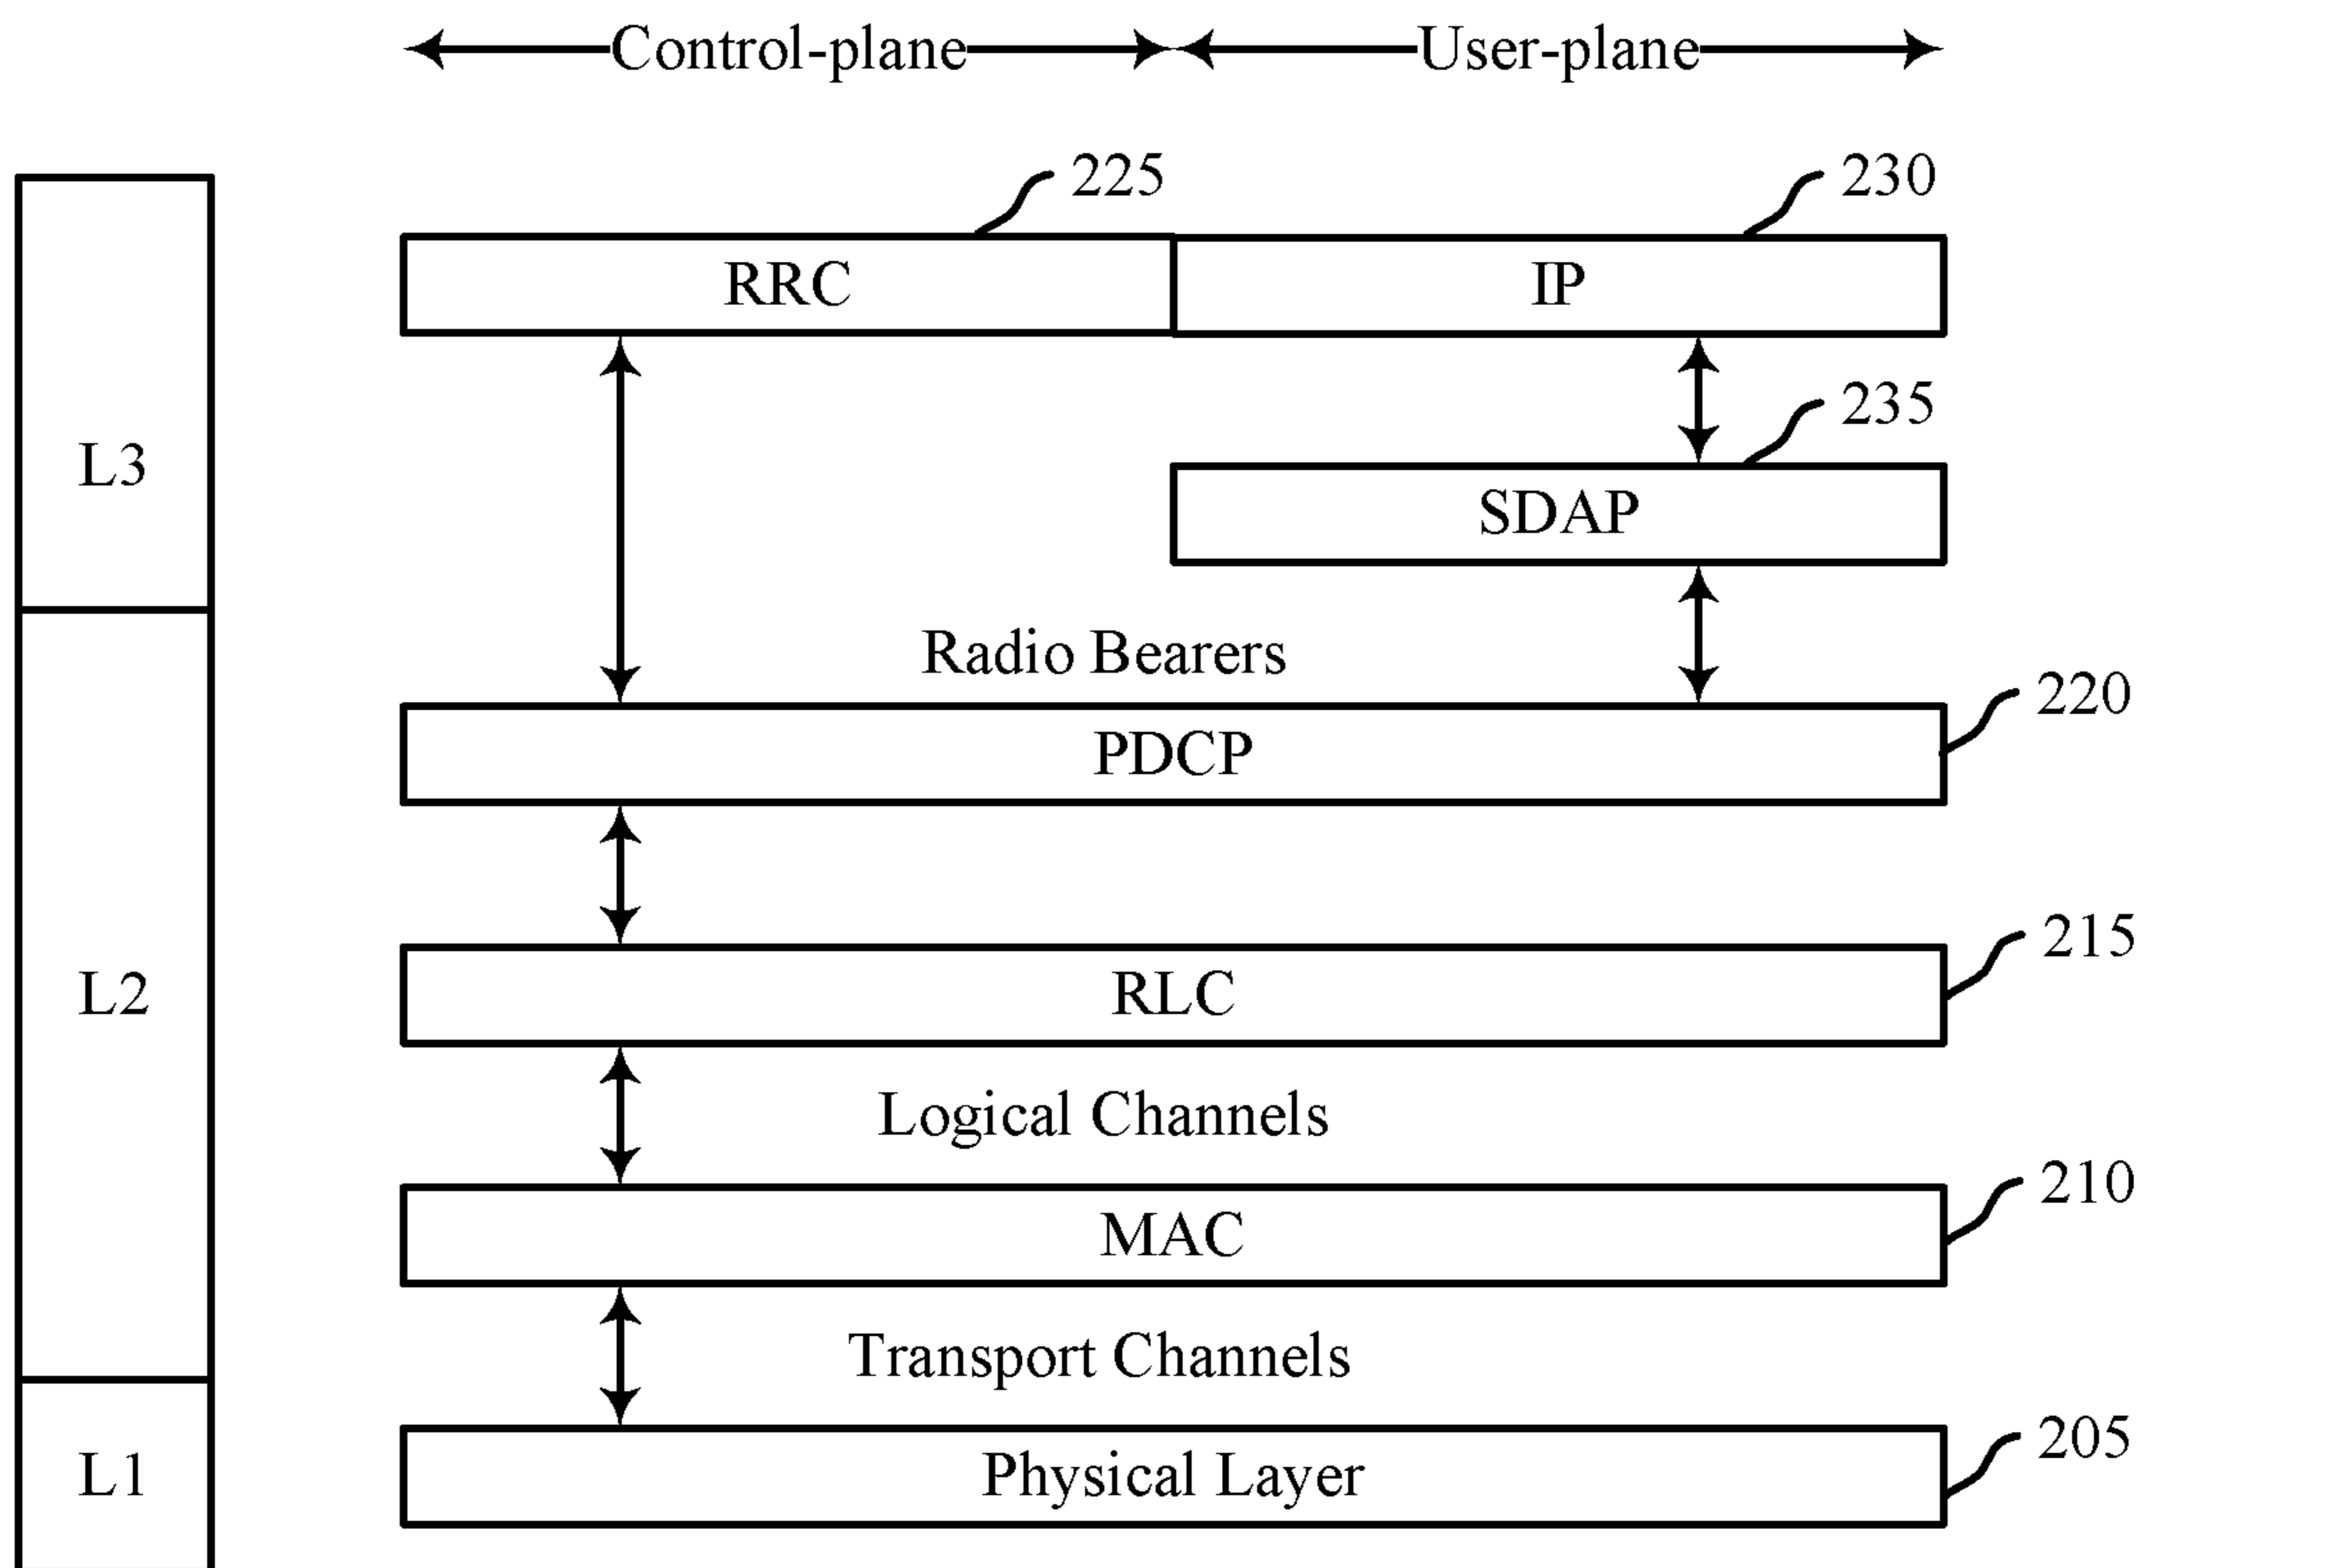 Control-plane User-plane
225 230
RRC IP
235
L3
SDAP
Radio Bearers
220
PDCP
215
L2 RLC
Logical Channels
210
MAC
Transport Channels
205
L1 Physical Layer